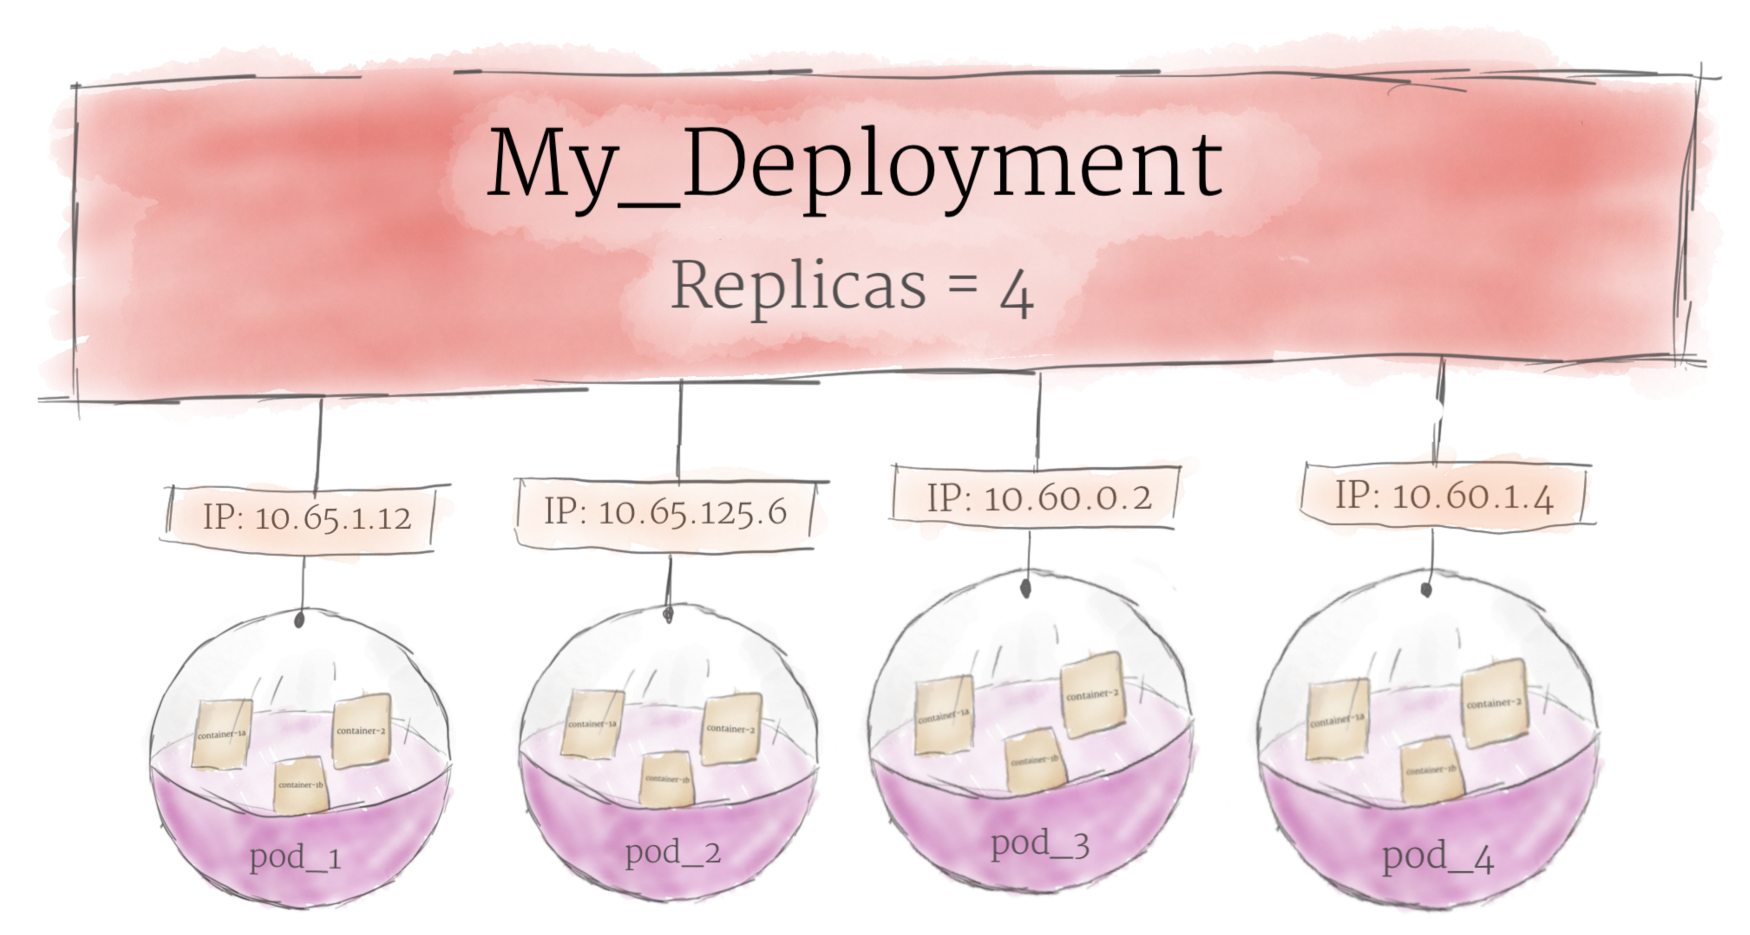 My_Deployment
Replicas = 4
IP: 10.65.1.12
IP: 10.65.125.6
IP: 10.60.0.2
IP: 10.60.1.4
container-1a
container-2
container-1b
pod_1
container-1a
container-2
container-1b
pod_2
container-1a
container-2
container-1b
pod_3
container-1a
container-2
container-1b
pod_4